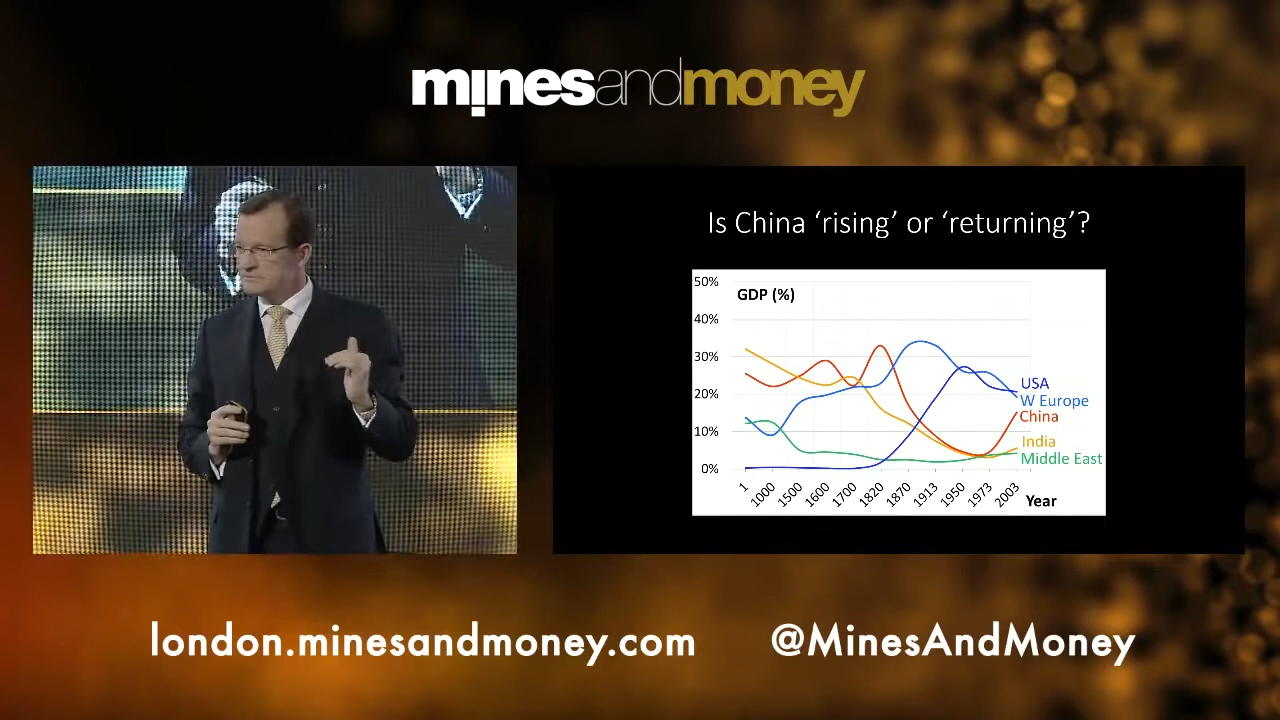 minesandmoney
Is China ‘rising’ or ‘returning’?
50%
GDP (%)
40%
30%
20%
10%
0%
USA
W Europe
China
India
Middle East
1
1000
1500
1600
1700
1820
1870
1913
1950
1973
2003
Year
london.minesandmoney.com
@MinesAndMoney